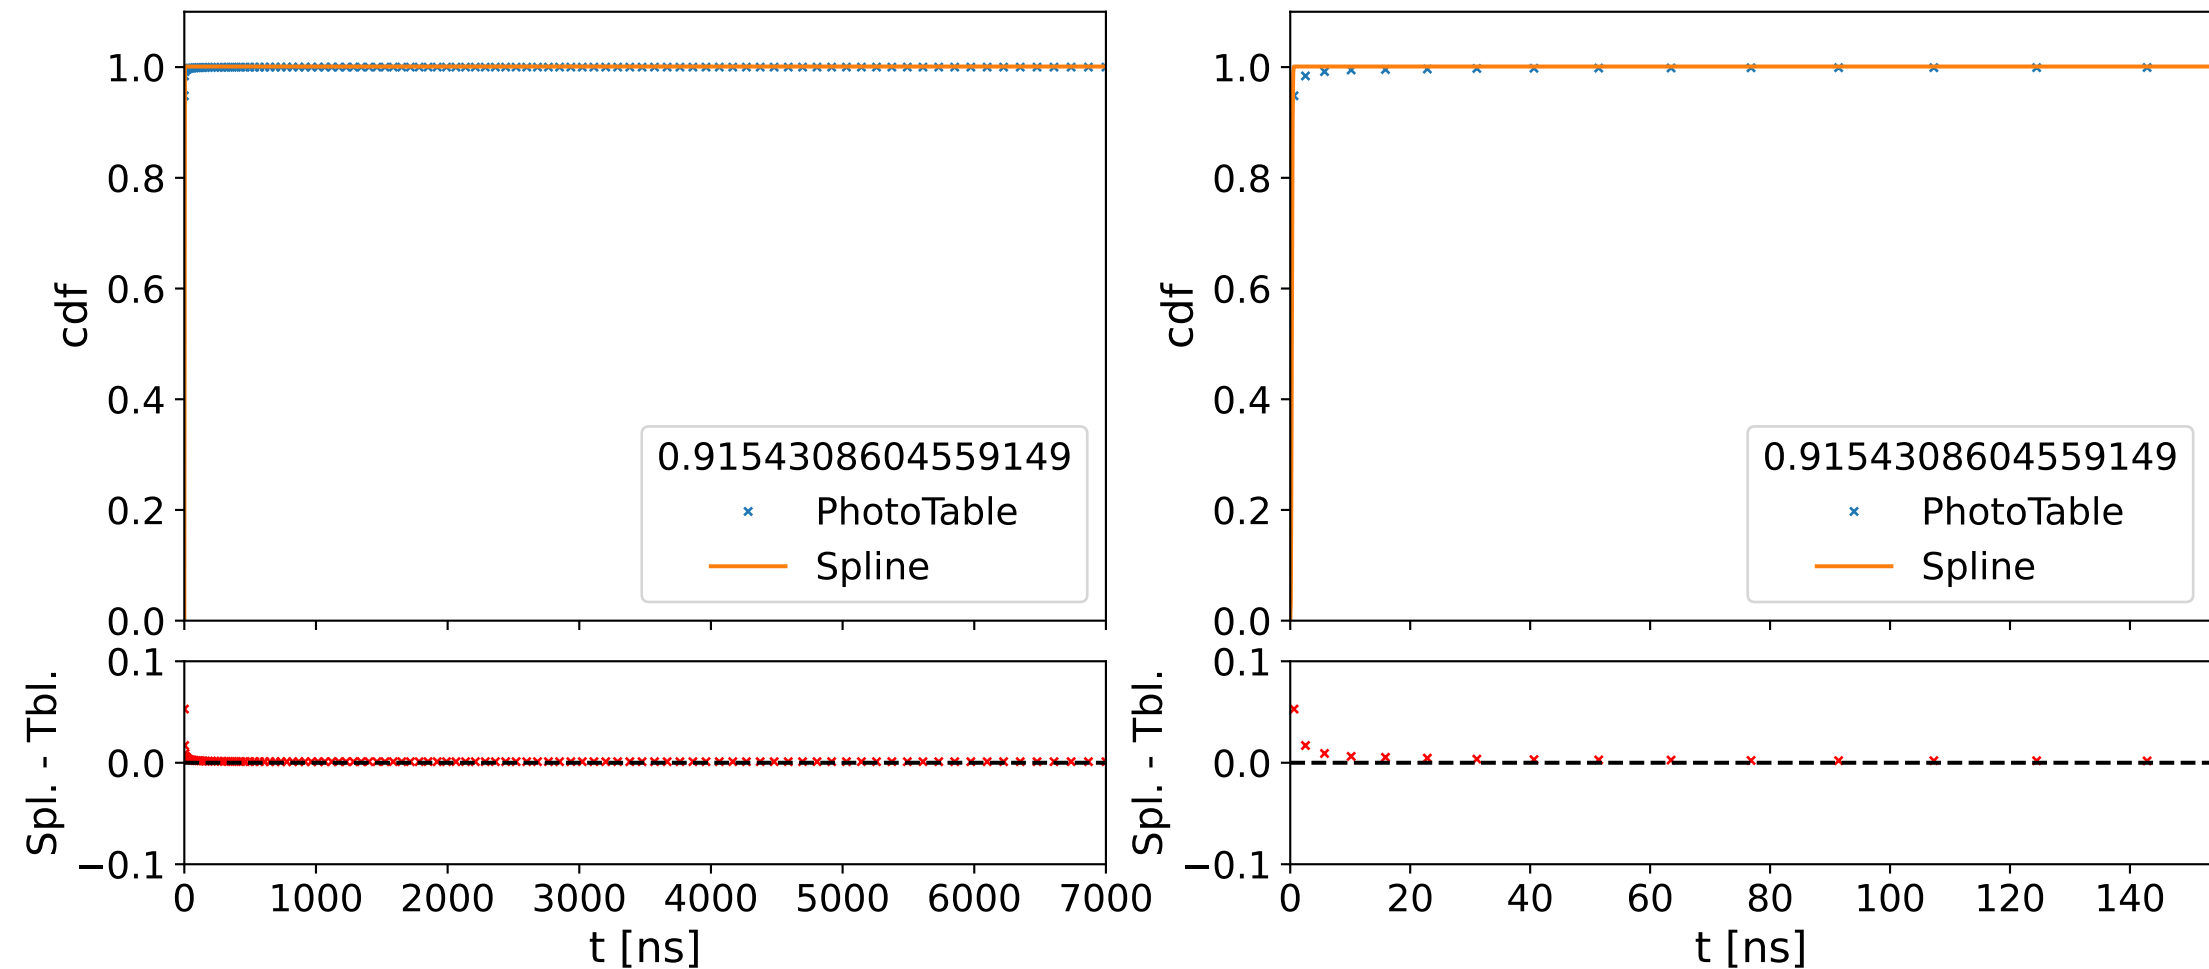 cdf
1.0
0.8
0.6
0.4
0.2
0.0
0.9154308604559149
PhotoTable
Spline
Spl. - Tbl.
0.1
0.0
−0.1
0 1000 2000 3000 4000 5000 6000 7000
t [ns]
cdf
1.0
0.8
0.6
0.4
0.2
0.0
0.9154308604559149
PhotoTable
Spline
Spl. - Tbl.
0.1
0.0
−0.1
0 20 40 60 80 100 120 140
t [ns]